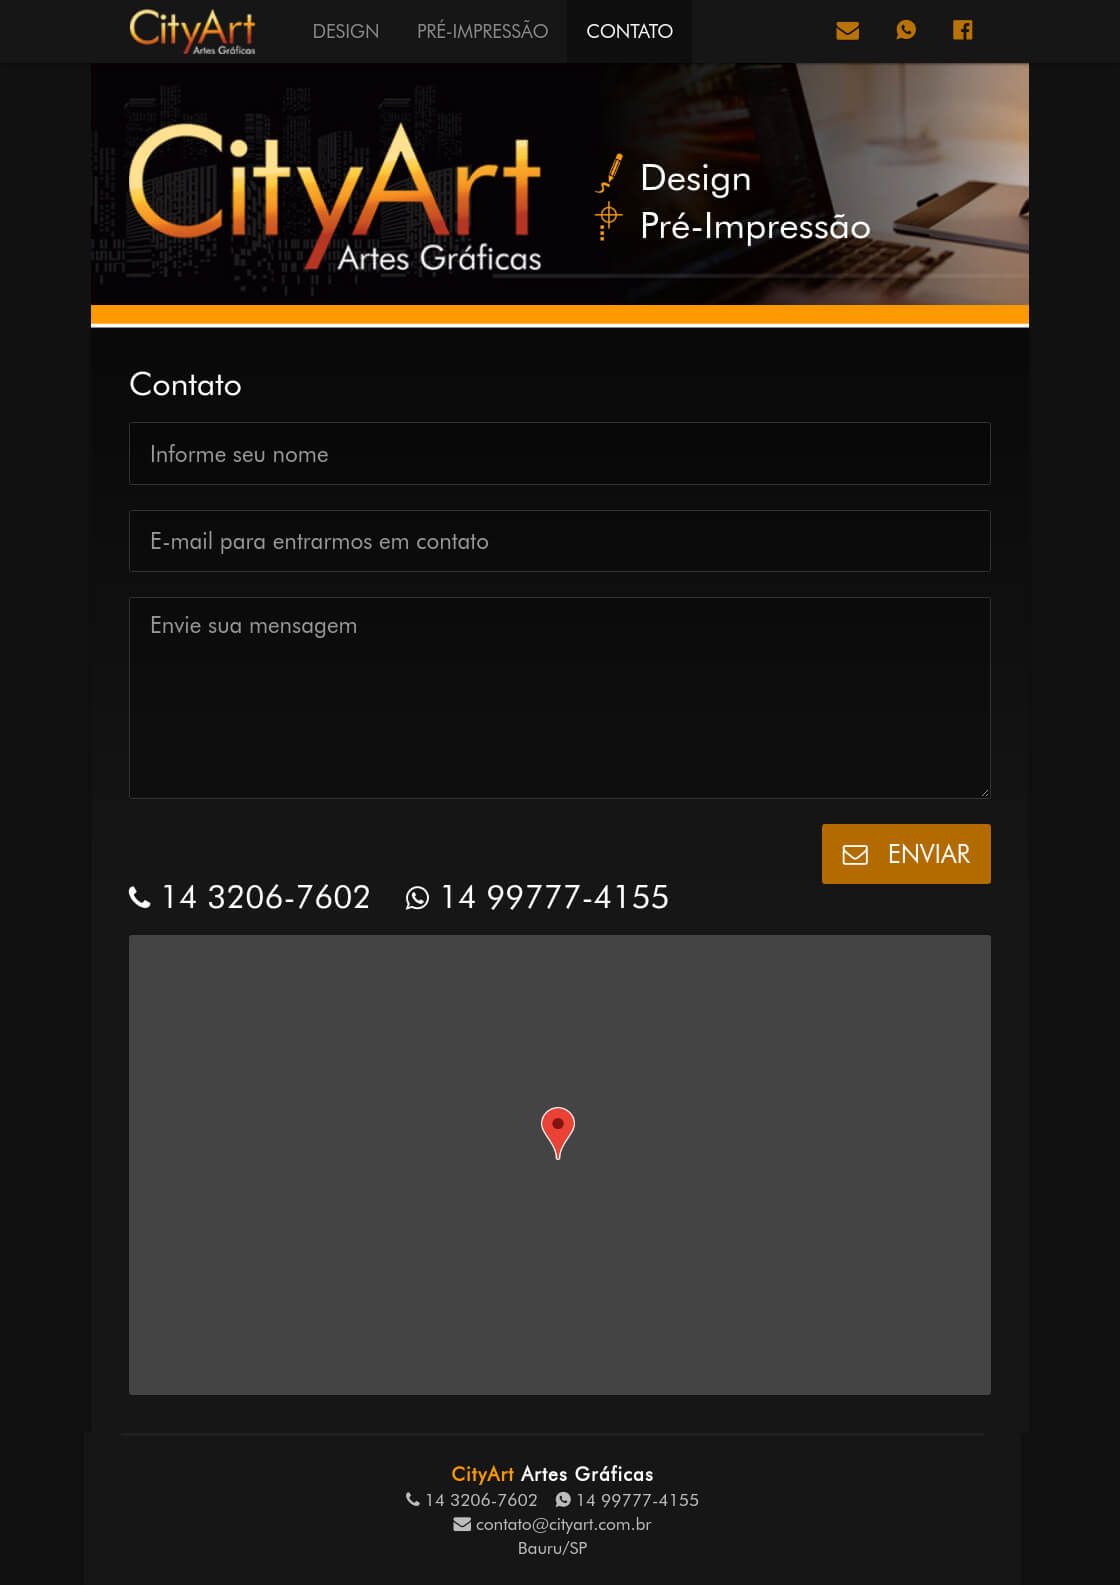 CityArt
Artes Gráficas
DESIGN PRÉ-IMPRESSÃO CONTATO
CityArt
Artes Gráficas
Design
Pré-Impressão
Contato
Informe seu nome
E-mail para entrarmos em contato
Envie sua mensagem
ENVIAR
14 3206-7602 14 99777-4155
CityArt Artes Gráficas
14 3206-7602 14 99777-4155
contato@cityart.com.br
Bauru/SP